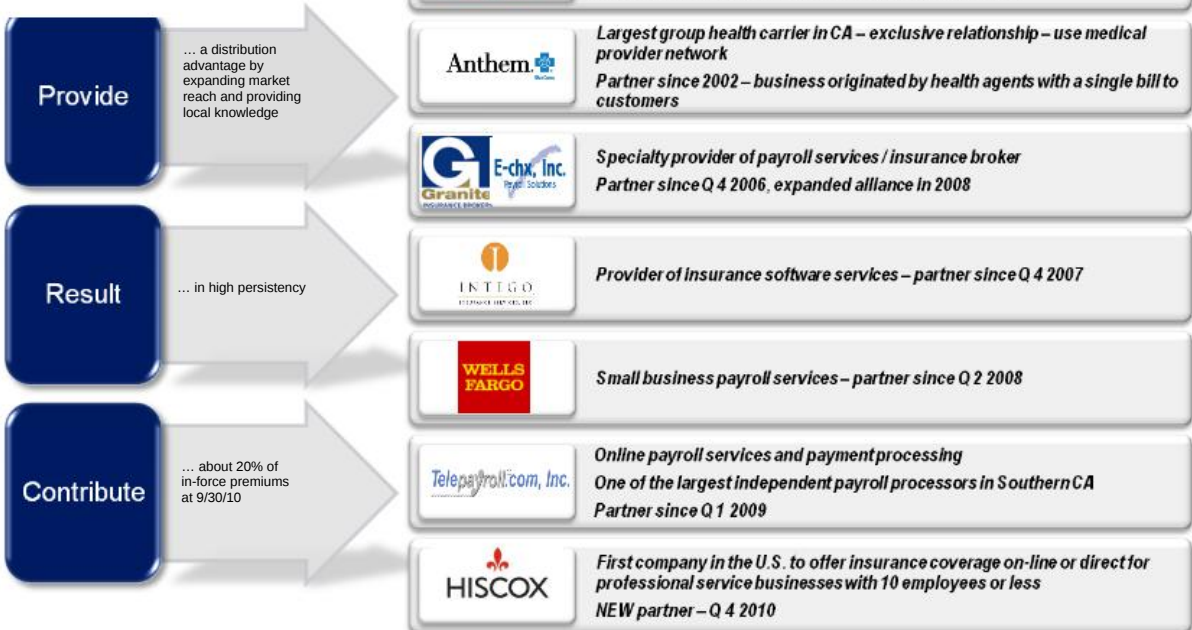 Provide
… a distribution
advantage by
expanding market
reach and providing
local knowledge
Anthem.
Largest group health carrier in CA – exclusive relationship – use medical
provider network
Partner since 2002 – business originated by health agents with a single bill to
customers
G
Granite
INSURANCE BROKERS
E-chx, Inc.
Payroll Solutions
Specialty provider of payroll services / insurance broker
Partner since Q 4 2006, expanded alliance in 2008
Result
… in high persistency
INTEGO
Provider of insurance software services – partner since Q 4 2007
WELLS
FARGO
Small business payroll services – partner since Q 2 2008
Contribute
… about 20% of
in-force premiums
at 9/30/10
Telepayroll.com, Inc.
Online payroll services and payment processing
One of the largest independent payroll processors in Southern CA
Partner since Q 1 2009
HISCOX
First company in the U.S. to offer insurance coverage on-line or direct for
professional service businesses with 10 employees or less
NEW partner – Q 4 2010